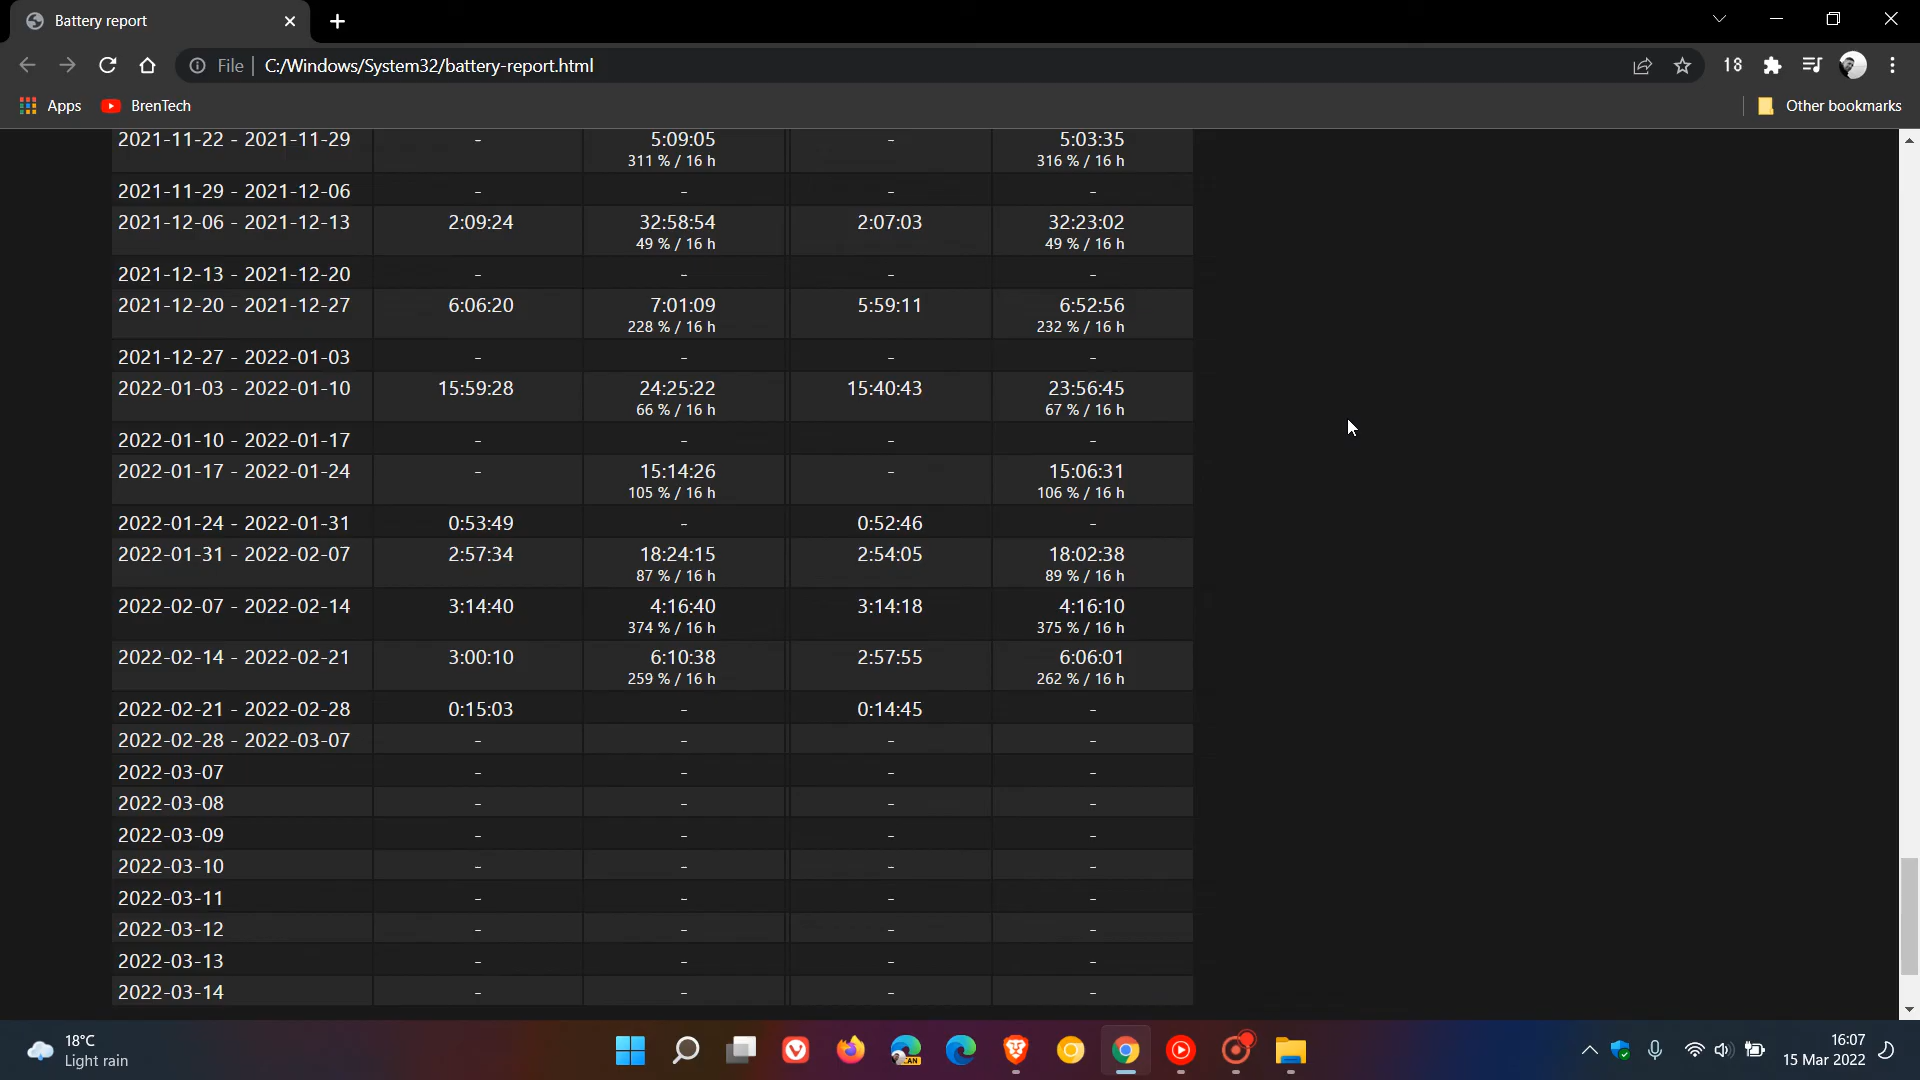 Battery report
File
C:/Windows/System32/battery-report.html
18
Apps
BrenTech
Other bookmarks
2021-11-22 - 2021-11-29 - 5:09:05 - 5:03:35
311 % / 16 h 316 % / 16 h
2021-11-29 - 2021-12-06 - - - -
2021-12-06 - 2021-12-13 2:09:24 32:58:54 2:07:03 32:23:02
49 % / 16 h 49 % / 16 h
2021-12-13 - 2021-12-20 - - - -
2021-12-20 - 2021-12-27 6:06:20 7:01:09 5:59:11 6:52:56
228 % / 16 h 232 % / 16 h
2021-12-27 - 2022-01-03 - - - -
2022-01-03 - 2022-01-10 15:59:28 24:25:22 15:40:43 23:56:45
66 % / 16 h 67 % / 16 h
2022-01-10 - 2022-01-17 - - - -
2022-01-17 - 2022-01-24 - 15:14:26 - 15:06:31
105 % / 16 h 106 % / 16 h
2022-01-24 - 2022-01-31 0:53:49 - 0:52:46 -
2022-01-31 - 2022-02-07 2:57:34 18:24:15 2:54:05 18:02:38
87 % / 16 h 89 % / 16 h
2022-02-07 - 2022-02-14 3:14:40 4:16:40 3:14:18 4:16:10
374 % / 16 h 375 % / 16 h
2022-02-14 - 2022-02-21 3:00:10 6:10:38 2:57:55 6:06:01
259 % / 16 h 262 % / 16 h
2022-02-21 - 2022-02-28 0:15:03 - 0:14:45 -
2022-02-28 - 2022-03-07 - - - -
2022-03-07 - - - -
2022-03-08 - - - -
2022-03-09 - - - -
2022-03-10 - - - -
2022-03-11 - - - -
2022-03-12 - - - -
2022-03-13 - - - -
2022-03-14 - - - -
18°C
Light rain
CAN
16:07
15 Mar 2022